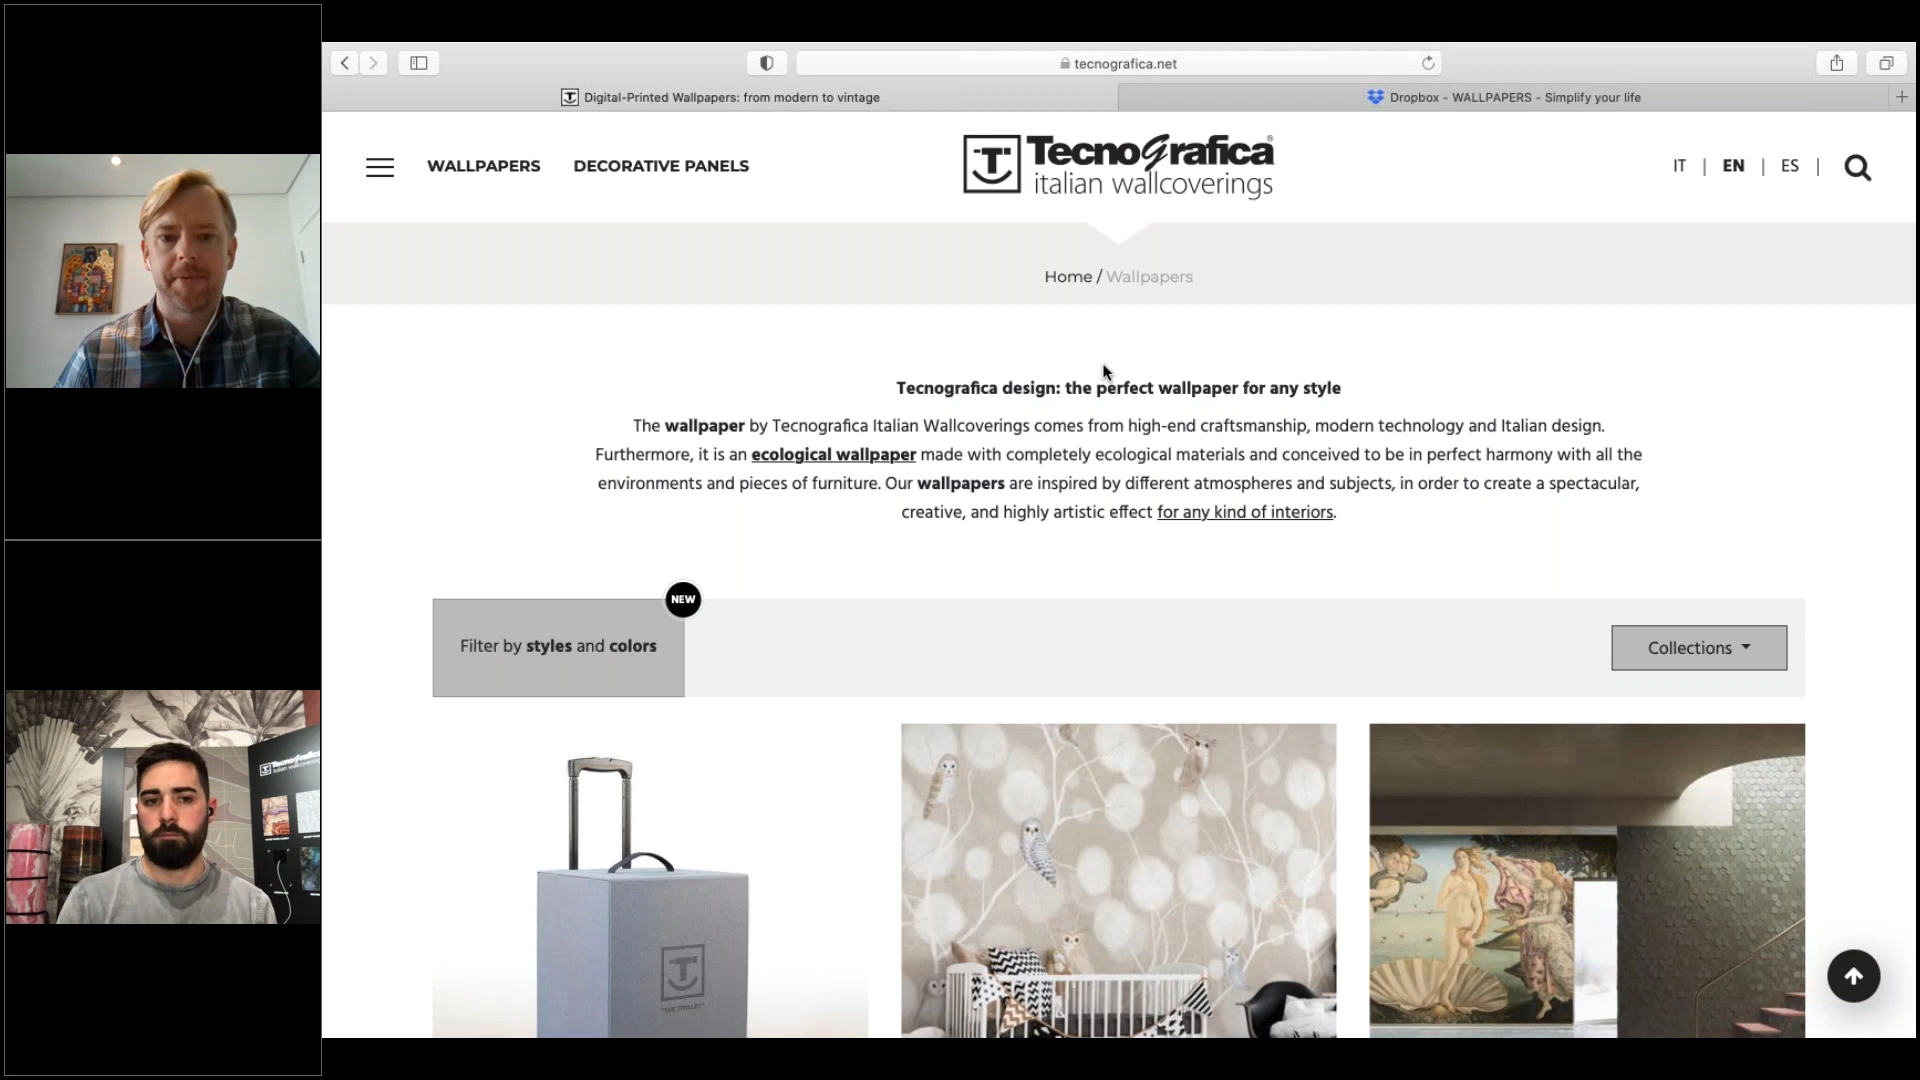 tecnografica.net
Digital-Printed Wallpapers: from modern to vintage
Dropbox - WALLPAPERS - Simplify your life
WALLPAPERS
DECORATIVE PANELS
TecnoGrafica
italian wallcoverings
IT | EN | ES |
Home / Wallpapers
Tecnografica design: the perfect wallpaper for any style
The wallpaper by Tecnografica Italian Wallcoverings comes from high-end craftsmanship, modern technology and Italian design.
Furthermore, it is an ecological wallpaper made with completely ecological materials and conceived to be in perfect harmony with all the
environments and pieces of furniture. Our wallpapers are inspired by different atmospheres and subjects, in order to create a spectacular,
creative, and highly artistic effect for any kind of interiors.
NEW
Filter by styles and colors
Collections
"THE TROLLEY"